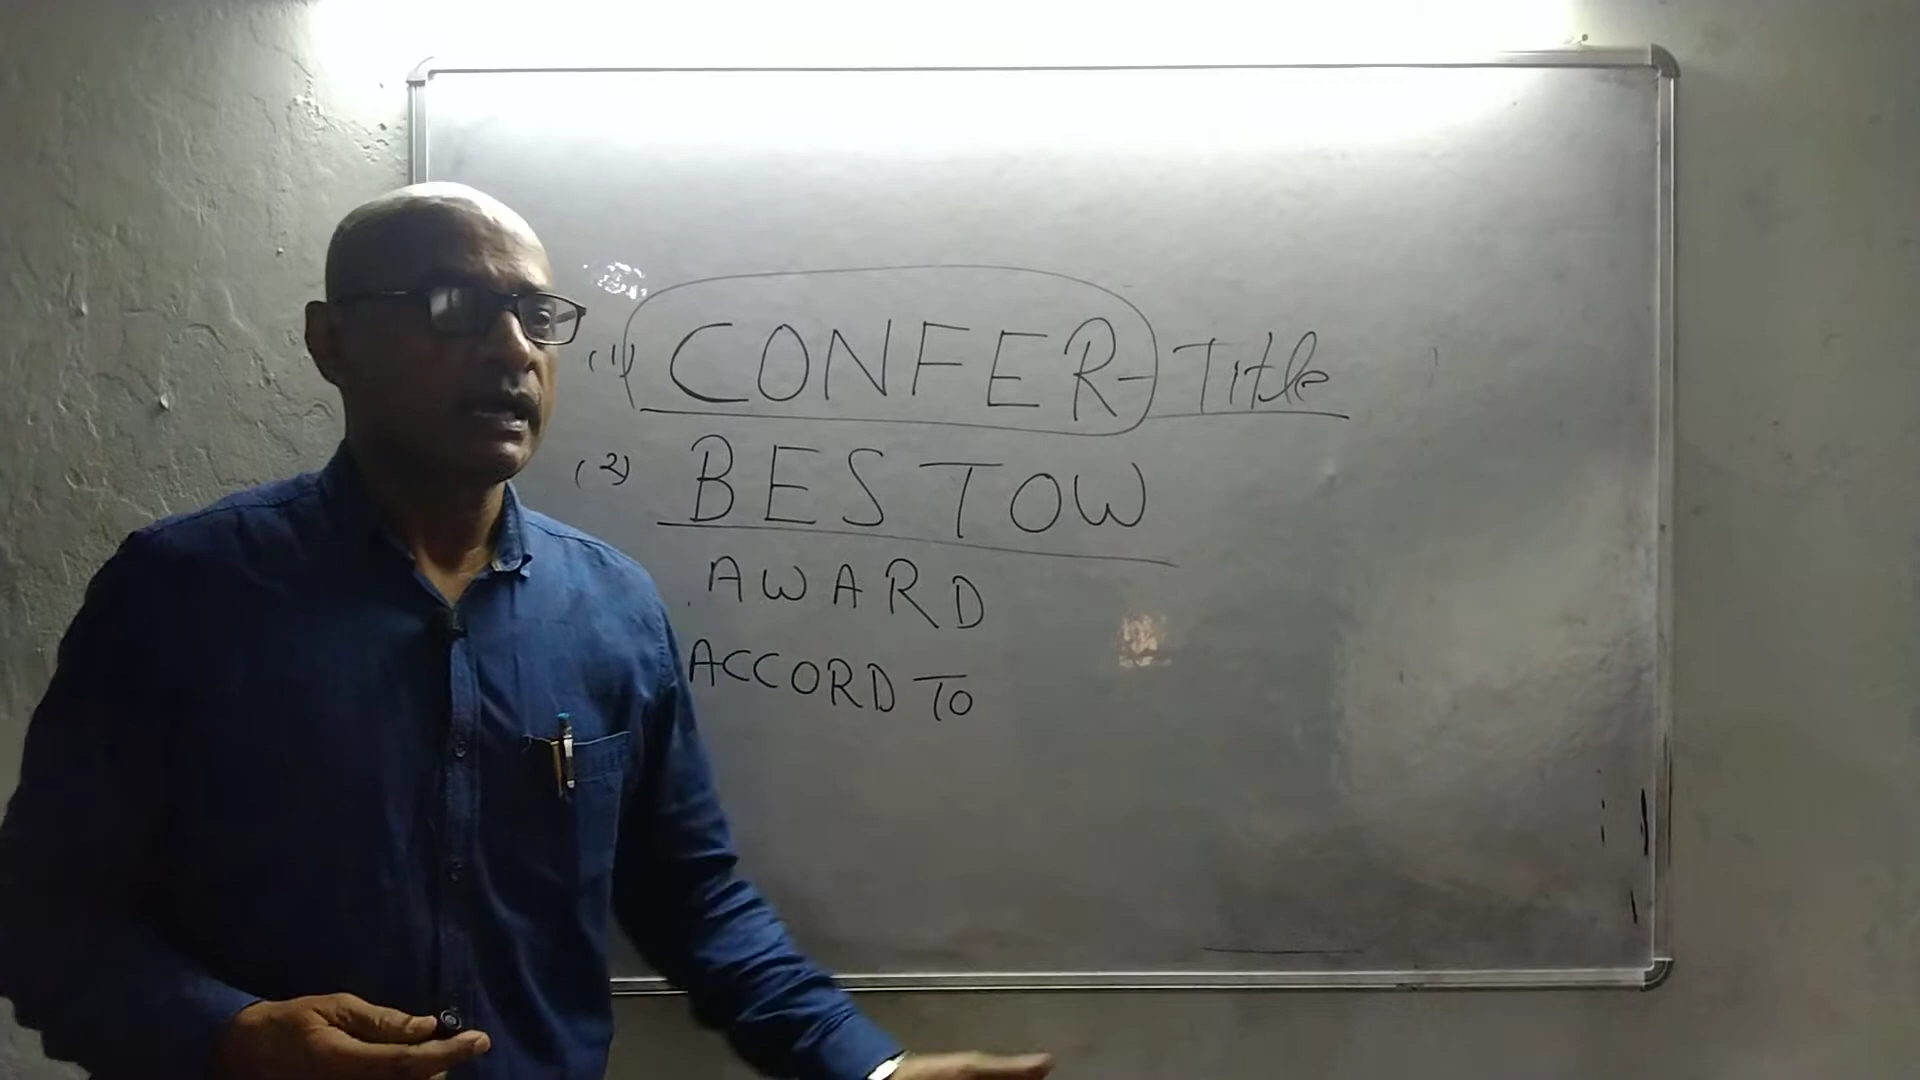 (1) CONFER - Title
(2) BESTOW
AWARD
ACCORD TO